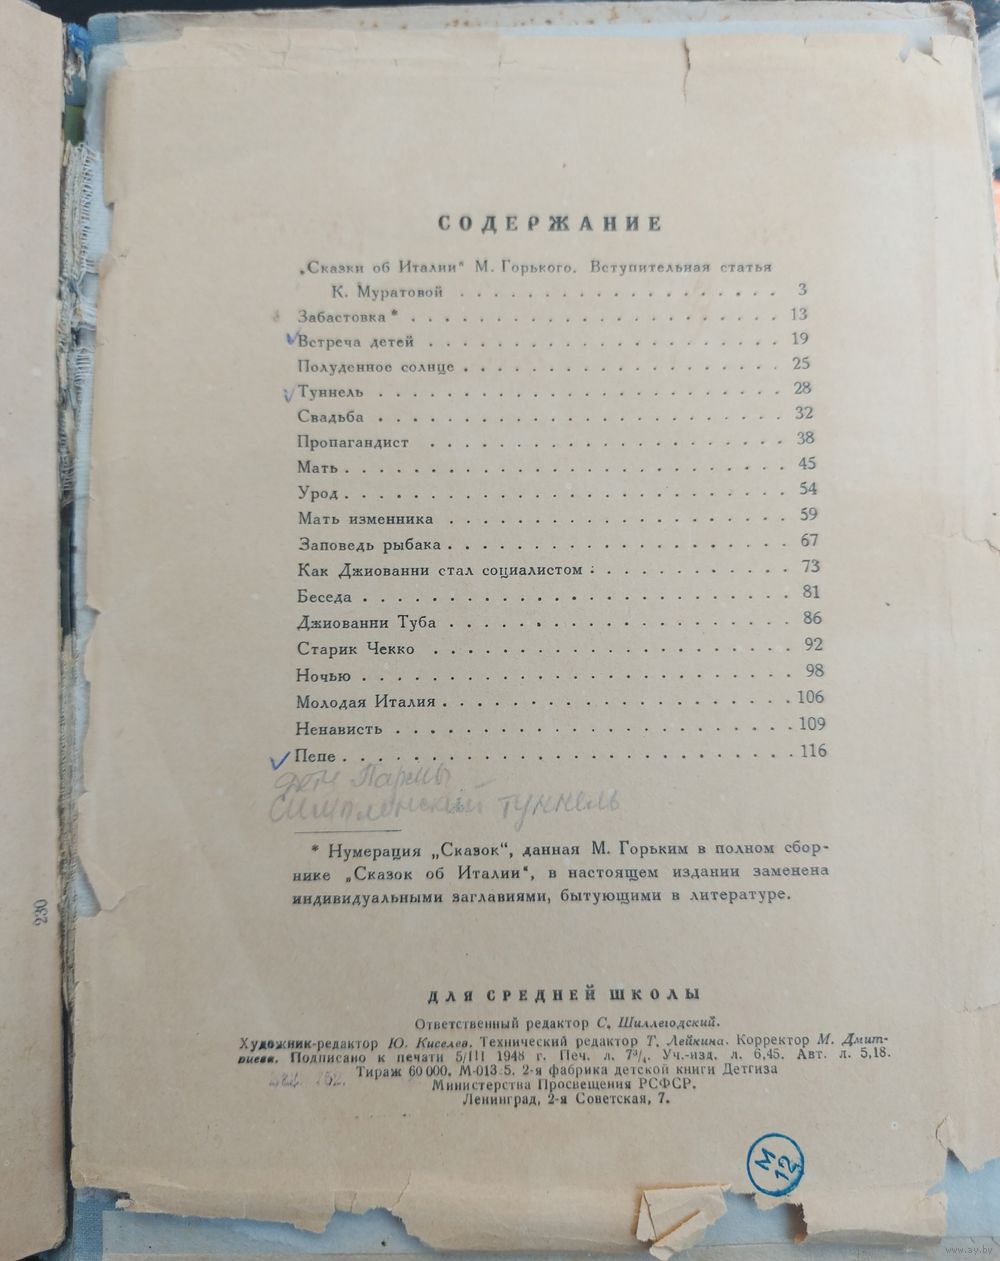 СОДЕРЖАНИЕ
„Сказки об Италии“ М. Горького. Вступительная статья
К. Муратовой . . . . . . . . . . . . . . . . . . . 3
Забастовка * . . . . . . . . . . . . . . . . . . . . . . 13
Встреча детей . . . . . . . . . . . . . . . . . . . . . 19
Полуденное солнце . . . . . . . . . . . . . . . . . . . 25
Туннель . . . . . . . . . . . . . . . . . . . . . . . . 28
Свадьба . . . . . . . . . . . . . . . . . . . . . . . . 32
Пропагандист . . . . . . . . . . . . . . . . . . . . . 38
Мать . . . . . . . . . . . . . . . . . . . . . . . . . . 45
Урод . . . . . . . . . . . . . . . . . . . . . . . . . . 54
Мать изменника . . . . . . . . . . . . . . . . . . . . 59
Заповедь рыбака . . . . . . . . . . . . . . . . . . . . 67
Как Джиованни стал социалистом . . . . . . . . . . . 73
Беседа . . . . . . . . . . . . . . . . . . . . . . . . . 81
Джиованни Туба . . . . . . . . . . . . . . . . . . . . 86
Старик Чекко . . . . . . . . . . . . . . . . . . . . . 92
Ночью . . . . . . . . . . . . . . . . . . . . . . . . . 98
Молодая Италия . . . . . . . . . . . . . . . . . . . . 106
Ненависть . . . . . . . . . . . . . . . . . . . . . . . 109
Пепе . . . . . . . . . . . . . . . . . . . . . . . . . . 116
Дети Пармы
Симплонский туннель
* Нумерация „Сказок“, данная М. Горьким в полном сбор-
нике „Сказок об Италии“, в настоящем издании заменена
индивидуальными заглавиями, бытующими в литературе.
230
ДЛЯ СРЕДНЕЙ ШКОЛЫ
Ответственный редактор С. Шиллегодский.
Художник-редактор Ю. Киселев. Технический редактор Т. Лейкина. Корректор М. Дмит-
риева. Подписано к печати 5/III 1948 г. Печ. л. 7³/₄. Уч.-изд. л. 6,45. Авт. л. 5,18.
Тираж 60 000. М-013 5. 2-я фабрика детской книги Детгиза
Министерства Просвещения РСФСР.
Ленинград, 2-я Советская, 7.
М
12
www.ay.by